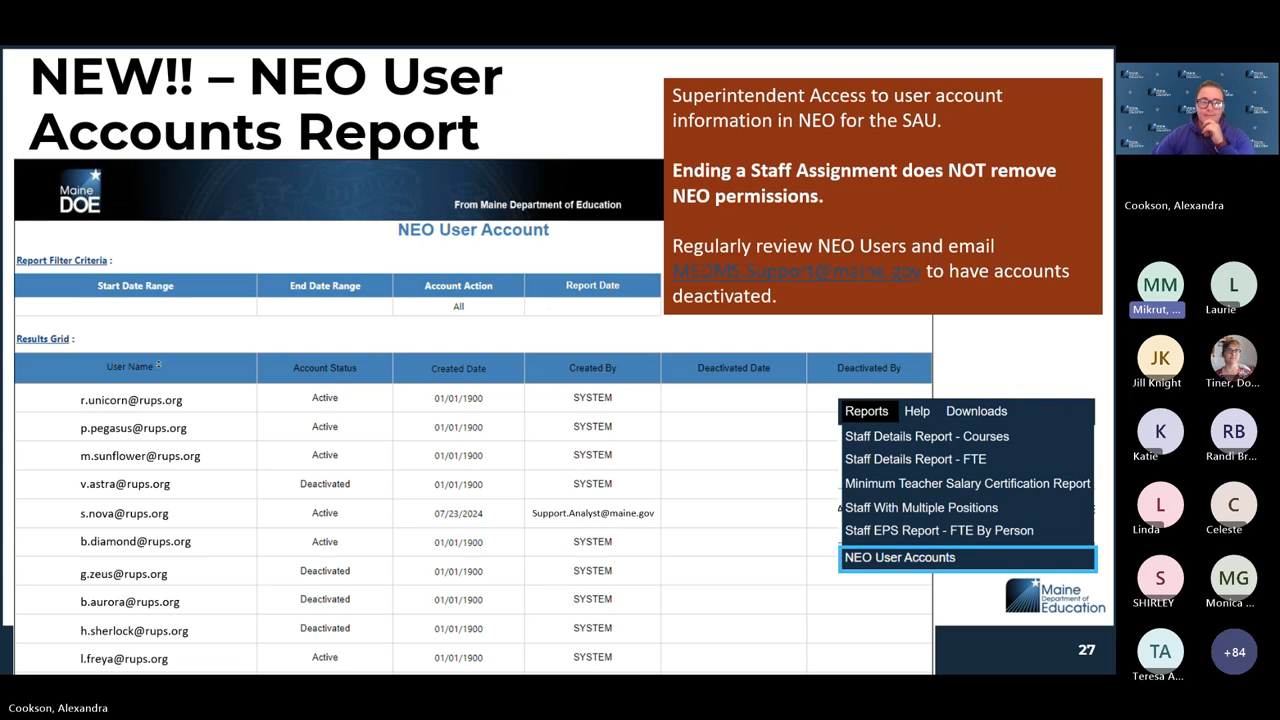 NEW!! – NEO User
Accounts Report
Superintendent Access to user account
information in NEO for the SAU.
Ending a Staff Assignment does NOT remove
NEO permissions.
Regularly review NEO Users and email
MEDMS.Support@maine.gov to have accounts
deactivated.
Maine
DOE
From Maine Department of Education
NEO User Account
Report Filter Criteria :
Start Date Range End Date Range Account Action Report Date
All
Results Grid :
User Name Account Status Created Date Created By Deactivated Date Deactivated By
r.unicorn@rups.org Active 01/01/1900 SYSTEM
p.pegasus@rups.org Active 01/01/1900 SYSTEM
m.sunflower@rups.org Active 01/01/1900 SYSTEM
v.astra@rups.org Deactivated 01/01/1900 SYSTEM
s.nova@rups.org Active 07/23/2024 Support.Analyst@maine.gov
b.diamond@rups.org Active 01/01/1900 SYSTEM
g.zeus@rups.org Deactivated 01/01/1900 SYSTEM
b.aurora@rups.org Deactivated 01/01/1900 SYSTEM
h.sherlock@rups.org Deactivated 01/01/1900 SYSTEM
l.freya@rups.org Active 01/01/1900 SYSTEM
Reports Help Downloads
Staff Details Report - Courses
Staff Details Report - FTE
Minimum Teacher Salary Certification Report
Staff With Multiple Positions
Staff EPS Report - FTE By Person
NEO User Accounts
Maine
Department of
Education
27
Cookson, Alexandra
MM L
Mikrut, ... Laurie
JK
Jill Knight Tiner, Do...
K RB
Katie Randi Br...
L C
Linda Celeste
S MG
SHIRLEY Monica ...
TA +84
Teresa A...
Cookson, Alexandra